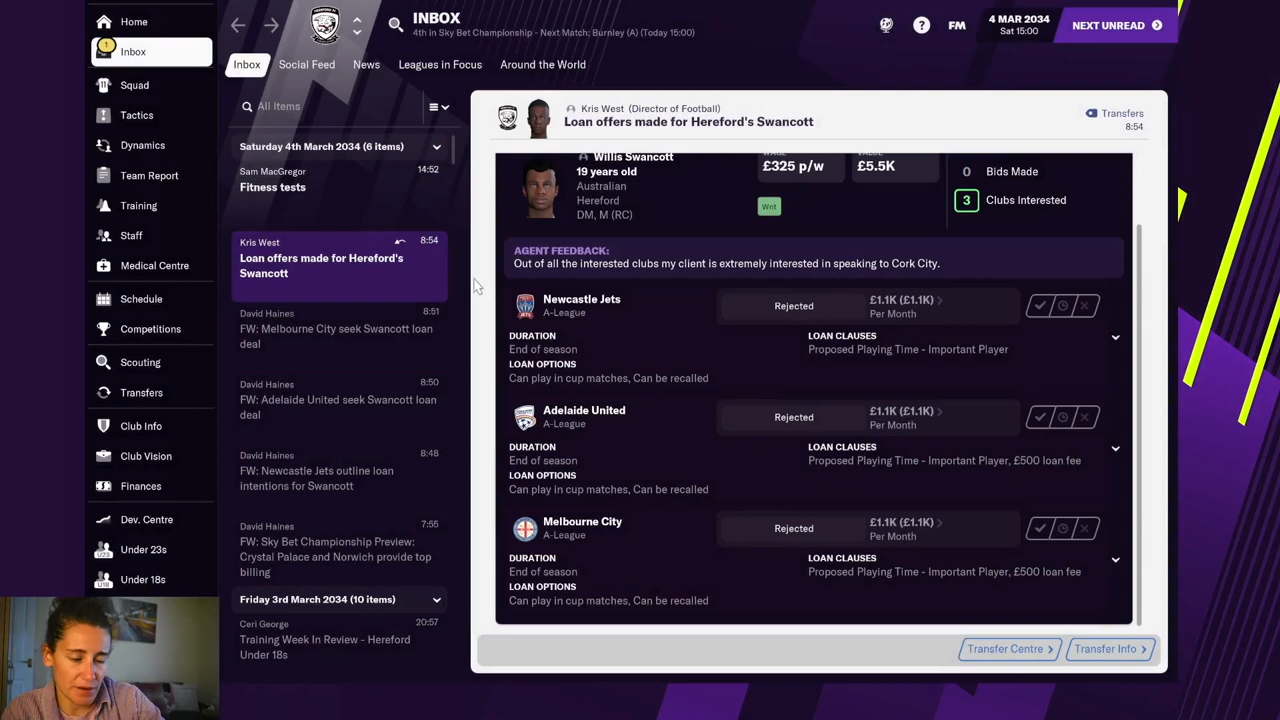 Home
INBOX
4th in Sky Bet Championship - Next Match; Burnley (A) (Today 15:00)
FM
4 MAR 2034
Sat 15:00
NEXT UNREAD
1
Inbox
Squad
Tactics
Dynamics
Team Report
Training
Staff
Medical Centre
Schedule
Competitions
Scouting
Transfers
Club Info
Club Vision
Finances
Dev. Centre
U23
Under 23s
U18
Under 18s
Inbox
Social Feed
News
Leagues in Focus
Around the World
All Items
Saturday 4th March 2034 (6 items)
Sam MacGregor
14:52
Fitness tests
Kris West
8:54
Loan offers made for Hereford's
Swancott
David Haines
8:51
FW: Melbourne City seek Swancott loan
deal
David Haines
8:50
FW: Adelaide United seek Swancott loan
deal
David Haines
8:48
FW: Newcastle Jets outline loan
intentions for Swancott
David Haines
7:55
FW: Sky Bet Championship Preview:
Crystal Palace and Norwich provide top
billing
Friday 3rd March 2034 (10 items)
Ceri George
20:57
Training Week In Review - Hereford
Under 18s
Kris West (Director of Football)
Loan offers made for Hereford's Swancott
Transfers
8:54
Willis Swancott
19 years old
Australian
Hereford
DM, M (RC)
WAGE
£325 p/w
VALUE
£5.5K
Wnt
0 Bids Made
3 Clubs Interested
AGENT FEEDBACK:
Out of all the interested clubs my client is extremely interested in speaking to Cork City.
Newcastle Jets
A-League
Rejected
£1.1K (£1.1K)
Per Month
DURATION
End of season
LOAN OPTIONS
Can play in cup matches, Can be recalled
LOAN CLAUSES
Proposed Playing Time - Important Player
Adelaide United
A-League
Rejected
£1.1K (£1.1K)
Per Month
DURATION
End of season
LOAN OPTIONS
Can play in cup matches, Can be recalled
LOAN CLAUSES
Proposed Playing Time - Important Player, £500 loan fee
Melbourne City
A-League
Rejected
£1.1K (£1.1K)
Per Month
DURATION
End of season
LOAN OPTIONS
Can play in cup matches, Can be recalled
LOAN CLAUSES
Proposed Playing Time - Important Player, £500 loan fee
Transfer Centre
Transfer Info